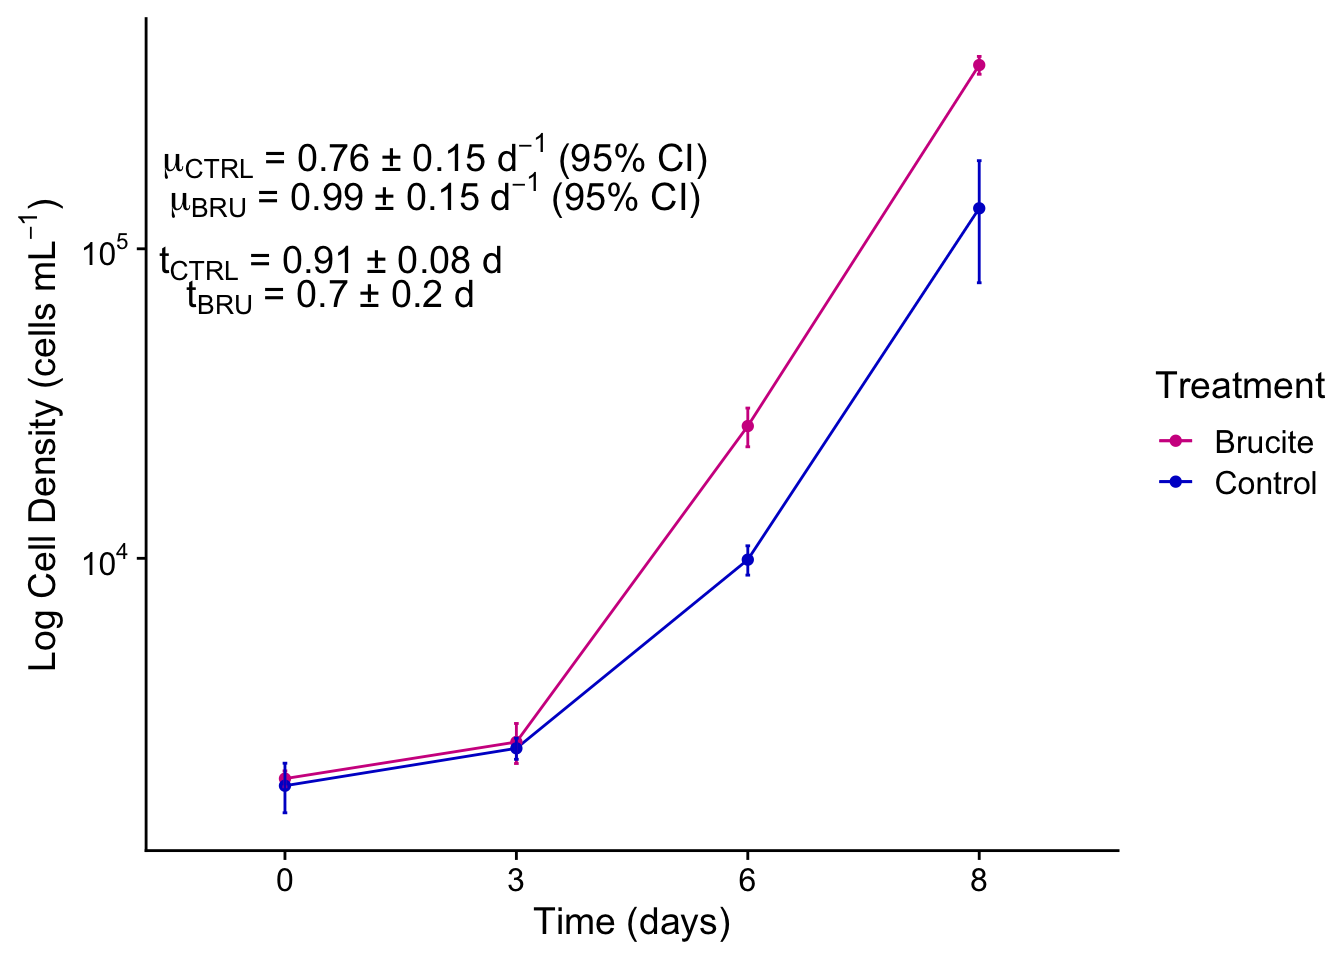 μCTRL = 0.76 ± 0.15 d⁻¹ (95% CI)
μBRU = 0.99 ± 0.15 d⁻¹ (95% CI)
tCTRL = 0.91 ± 0.08 d
tBRU = 0.7 ± 0.2 d
Log Cell Density (cells mL⁻¹)
10⁵
10⁴
0 3 6 8
Time (days)
Treatment
Brucite
Control